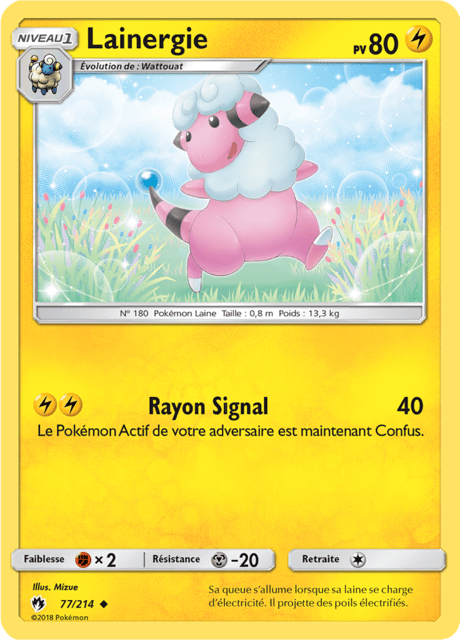 NIVEAU 1
Lainergie
PV 80
Évolution de : Wattouat
N° 180 Pokémon Laine Taille : 0,8 m Poids : 13,3 kg
Rayon Signal 40
Le Pokémon Actif de votre adversaire est maintenant Confus.
Faiblesse × 2 Résistance -20 Retraite
Illus. Mizue
77/214
©2018 Pokémon
Sa queue s'allume lorsque sa laine se charge
d'électricité. Il projette des poils électrifiés.